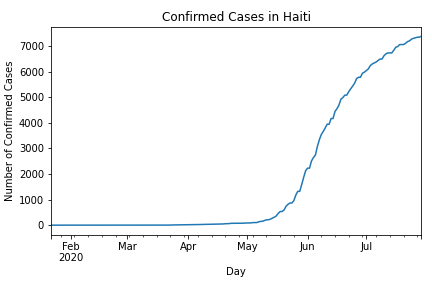 Confirmed Cases in Haiti
Number of Confirmed Cases
7000
6000
5000
4000
3000
2000
1000
0
Feb Mar Apr May Jun Jul
2020
Day